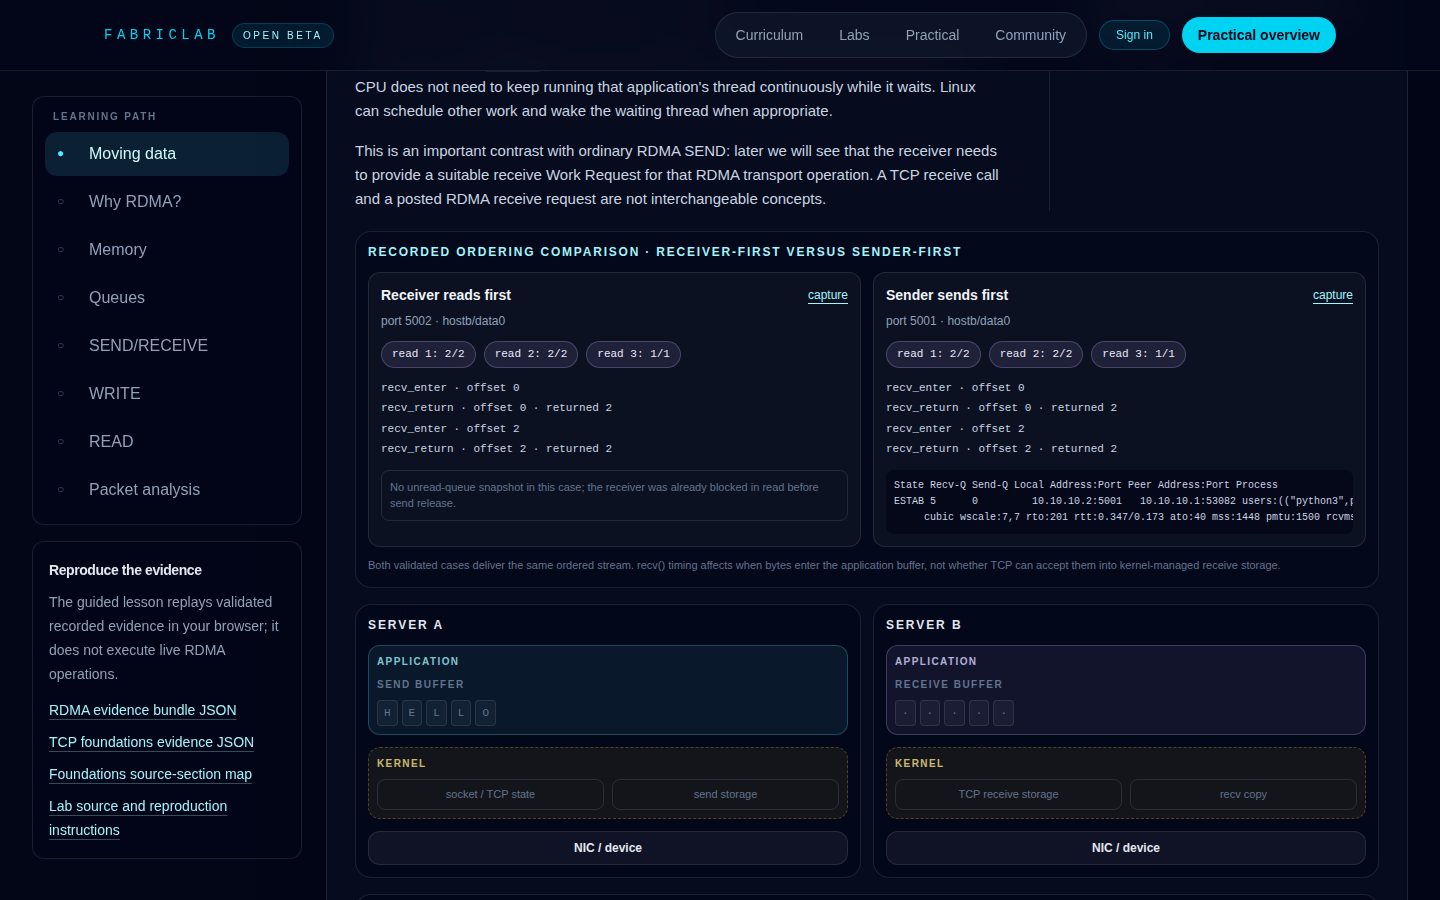 FABRICLAB
OPEN BETA
Curriculum
Labs
Practical
Community
Sign in
Practical overview
LEARNING PATH
Moving data
Why RDMA?
Memory
Queues
SEND/RECEIVE
WRITE
READ
Packet analysis
Reproduce the evidence
The guided lesson replays validated
recorded evidence in your browser; it
does not execute live RDMA
operations.
RDMA evidence bundle JSON
TCP foundations evidence JSON
Foundations source-section map
Lab source and reproduction
instructions
CPU does not need to keep running that application's thread continuously while it waits. Linux
can schedule other work and wake the waiting thread when appropriate.
This is an important contrast with ordinary RDMA SEND: later we will see that the receiver needs
to provide a suitable receive Work Request for that RDMA transport operation. A TCP receive call
and a posted RDMA receive request are not interchangeable concepts.
RECORDED ORDERING COMPARISON · RECEIVER-FIRST VERSUS SENDER-FIRST
Receiver reads first
capture
port 5002 · hostb/data0
read 1: 2/2
read 2: 2/2
read 3: 1/1
recv_enter · offset 0
recv_return · offset 0 · returned 2
recv_enter · offset 2
recv_return · offset 2 · returned 2
No unread-queue snapshot in this case; the receiver was already blocked in read before
send release.
Sender sends first
capture
port 5001 · hostb/data0
read 1: 2/2
read 2: 2/2
read 3: 1/1
recv_enter · offset 0
recv_return · offset 0 · returned 2
recv_enter · offset 2
recv_return · offset 2 · returned 2
State Recv-Q Send-Q Local Address:Port Peer Address:Port Process
ESTAB 5 0 10.10.10.2:5001 10.10.10.1:53082 users:(("python3",p
cubic wscale:7,7 rto:201 rtt:0.347/0.173 ato:40 mss:1448 pmtu:1500 rcvms
Both validated cases deliver the same ordered stream. recv() timing affects when bytes enter the application buffer, not whether TCP can accept them into kernel-managed receive storage.
SERVER A
APPLICATION
SEND BUFFER
H E L L O
KERNEL
socket / TCP state
send storage
NIC / device
SERVER B
APPLICATION
RECEIVE BUFFER
· · · · ·
KERNEL
TCP receive storage
recv copy
NIC / device